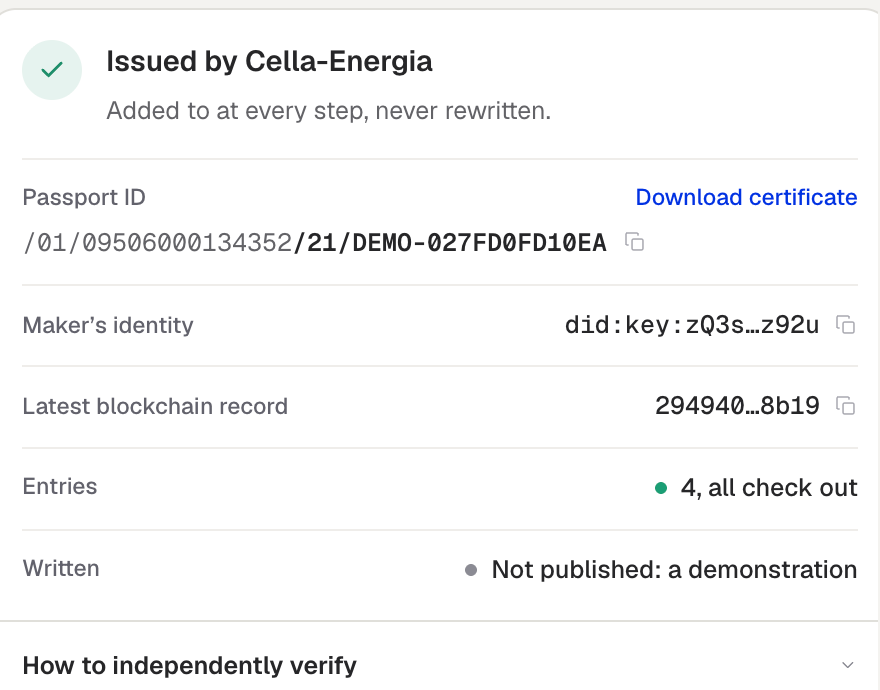 Issued by Cella-Energia
Added to at every step, never rewritten.
Passport ID
Download certificate
/01/09506000134352/21/DEMO-027FD0FD10EA
Maker’s identity
did:key:zQ3s…z92u
Latest blockchain record
294940…8b19
Entries
4, all check out
Written
Not published: a demonstration
How to independently verify